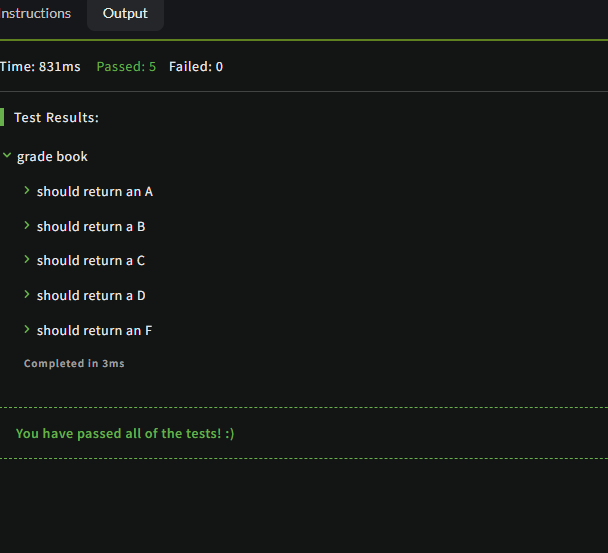 nstructions Output
Time: 831ms Passed: 5 Failed: 0
Test Results:
grade book
should return an A
should return a B
should return a C
should return a D
should return an F
Completed in 3ms
You have passed all of the tests! :)